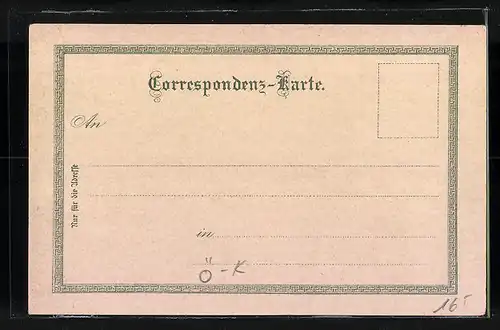 Correspondenz-Karte.
An
Nur für die Adresse
in
Ö-K
16